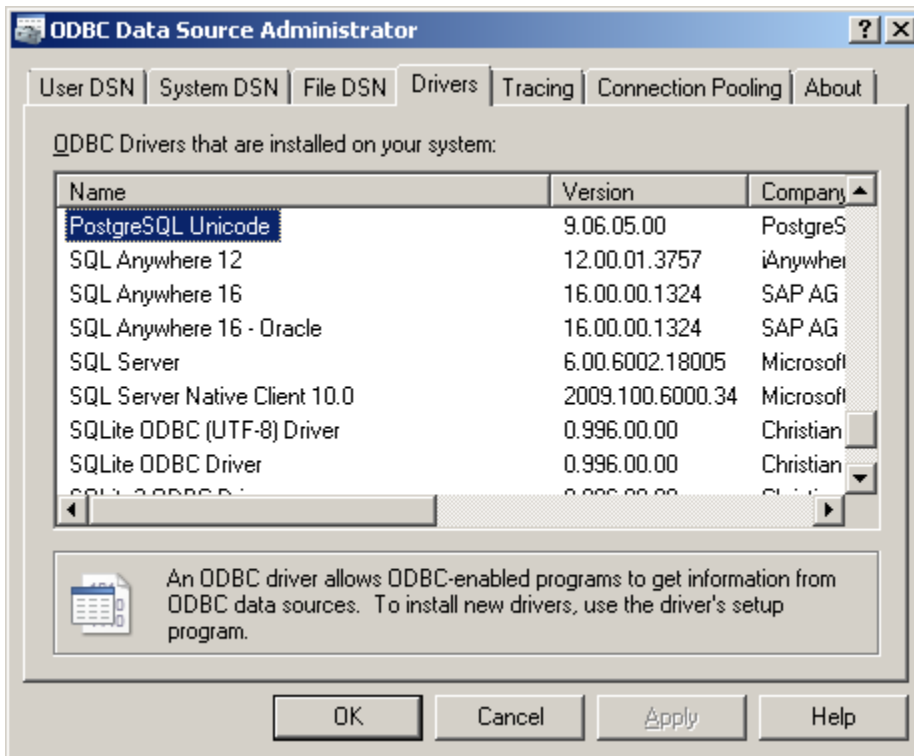 ODBC Data Source Administrator
User DSN System DSN File DSN Drivers Tracing Connection Pooling About
ODBC Drivers that are installed on your system:
Name Version Company
PostgreSQL Unicode 9.06.05.00 PostgreS
SQL Anywhere 12 12.00.01.3757 iAnywher
SQL Anywhere 16 16.00.00.1324 SAP AG
SQL Anywhere 16 - Oracle 16.00.00.1324 SAP AG
SQL Server 6.00.6002.18005 Microsoft
SQL Server Native Client 10.0 2009.100.6000.34 Microsoft
SQLite ODBC (UTF-8) Driver 0.996.00.00 Christian
SQLite ODBC Driver 0.996.00.00 Christian
An ODBC driver allows ODBC-enabled programs to get information from
ODBC data sources. To install new drivers, use the driver's setup
program.
OK Cancel Apply Help